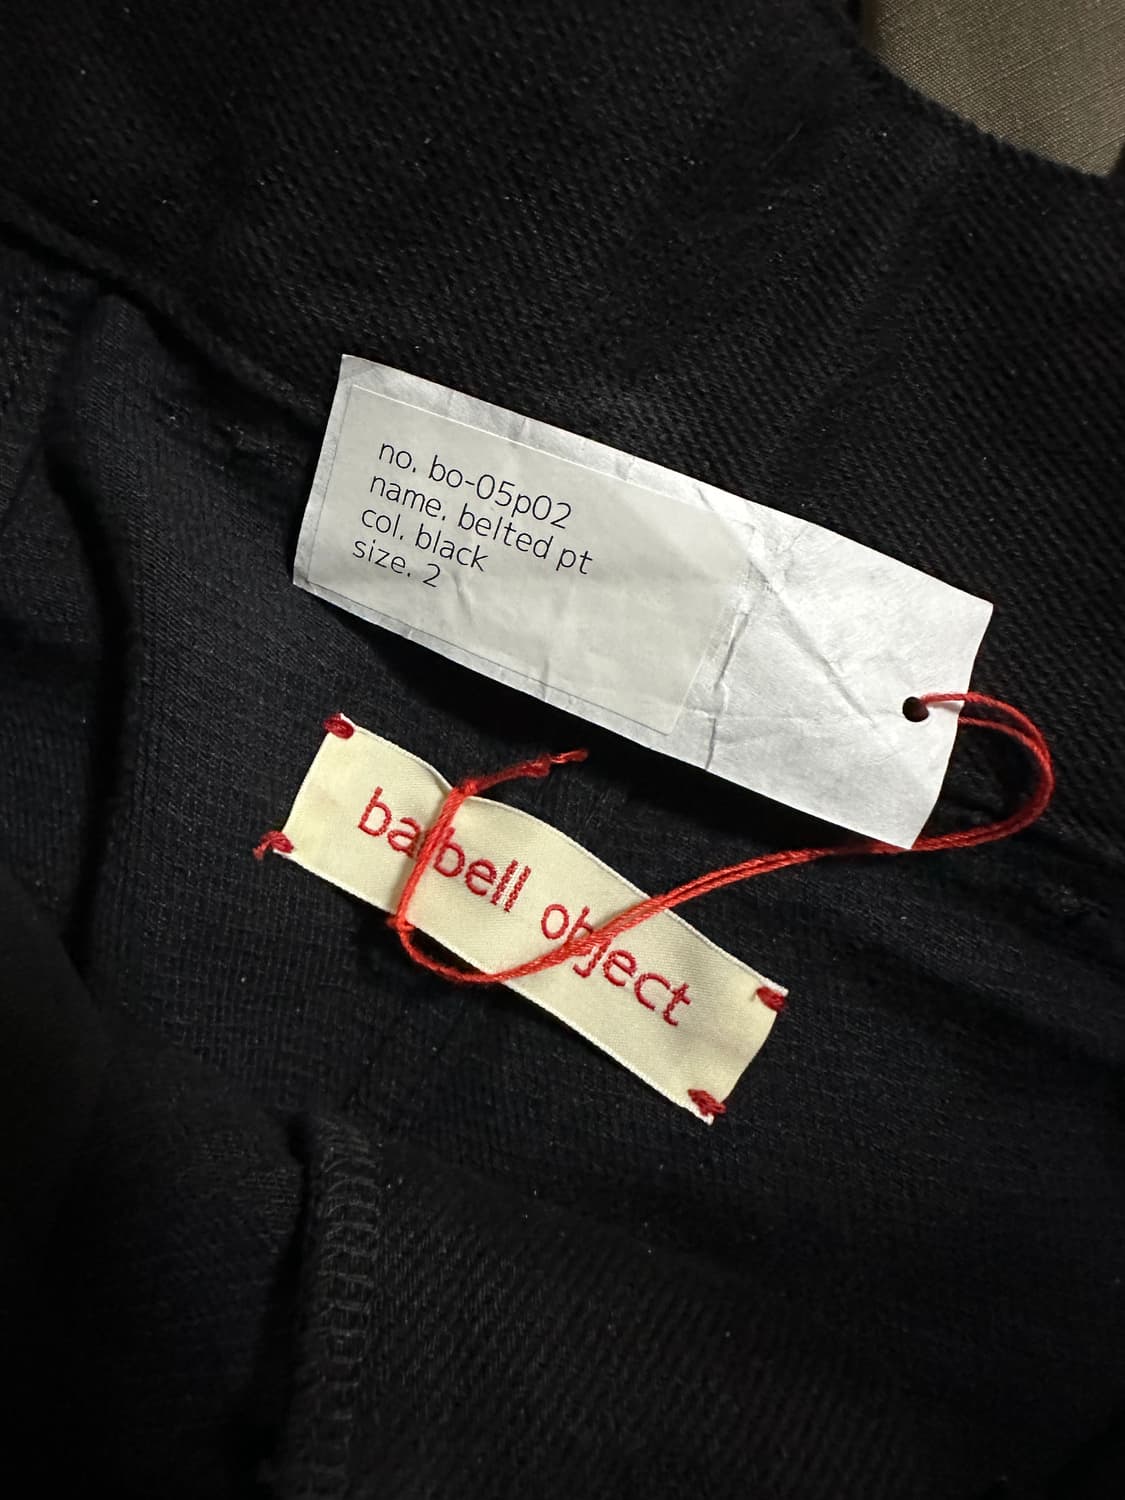 no. bo-05p02
name. belted pt
col. black
size. 2
barbell object